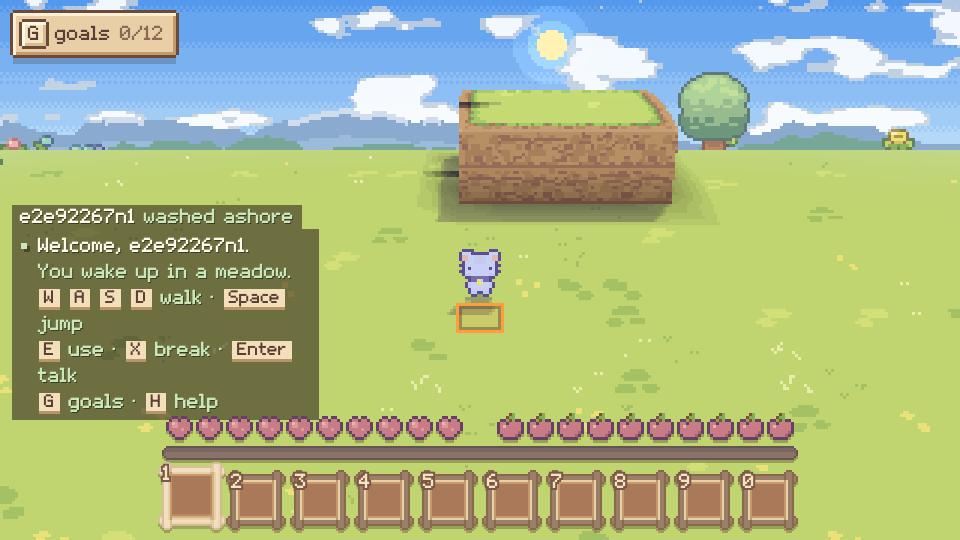 G goals 0/12
e2e92267n1 washed ashore
Welcome, e2e92267n1.
You wake up in a meadow.
W A S D walk · Space
jump
E use · X break · Enter
talk
G goals · H help
1 2 3 4 5 6 7 8 9 0